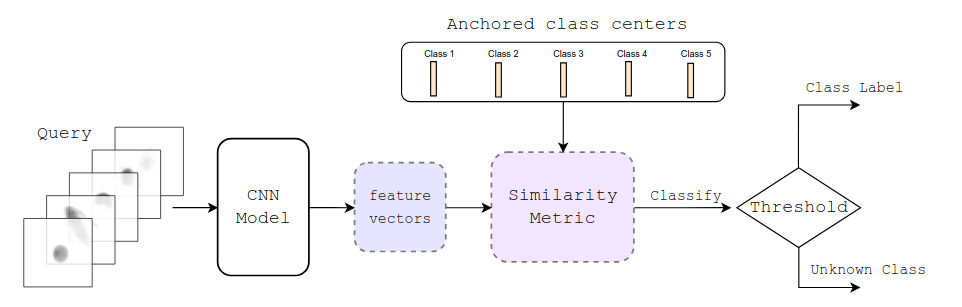 Anchored class centers
Class 1 Class 2 Class 3 Class 4 Class 5
Query
CNN
Model
feature
vectors
Similarity
Metric
Classify
Threshold
Class Label
Unknown Class